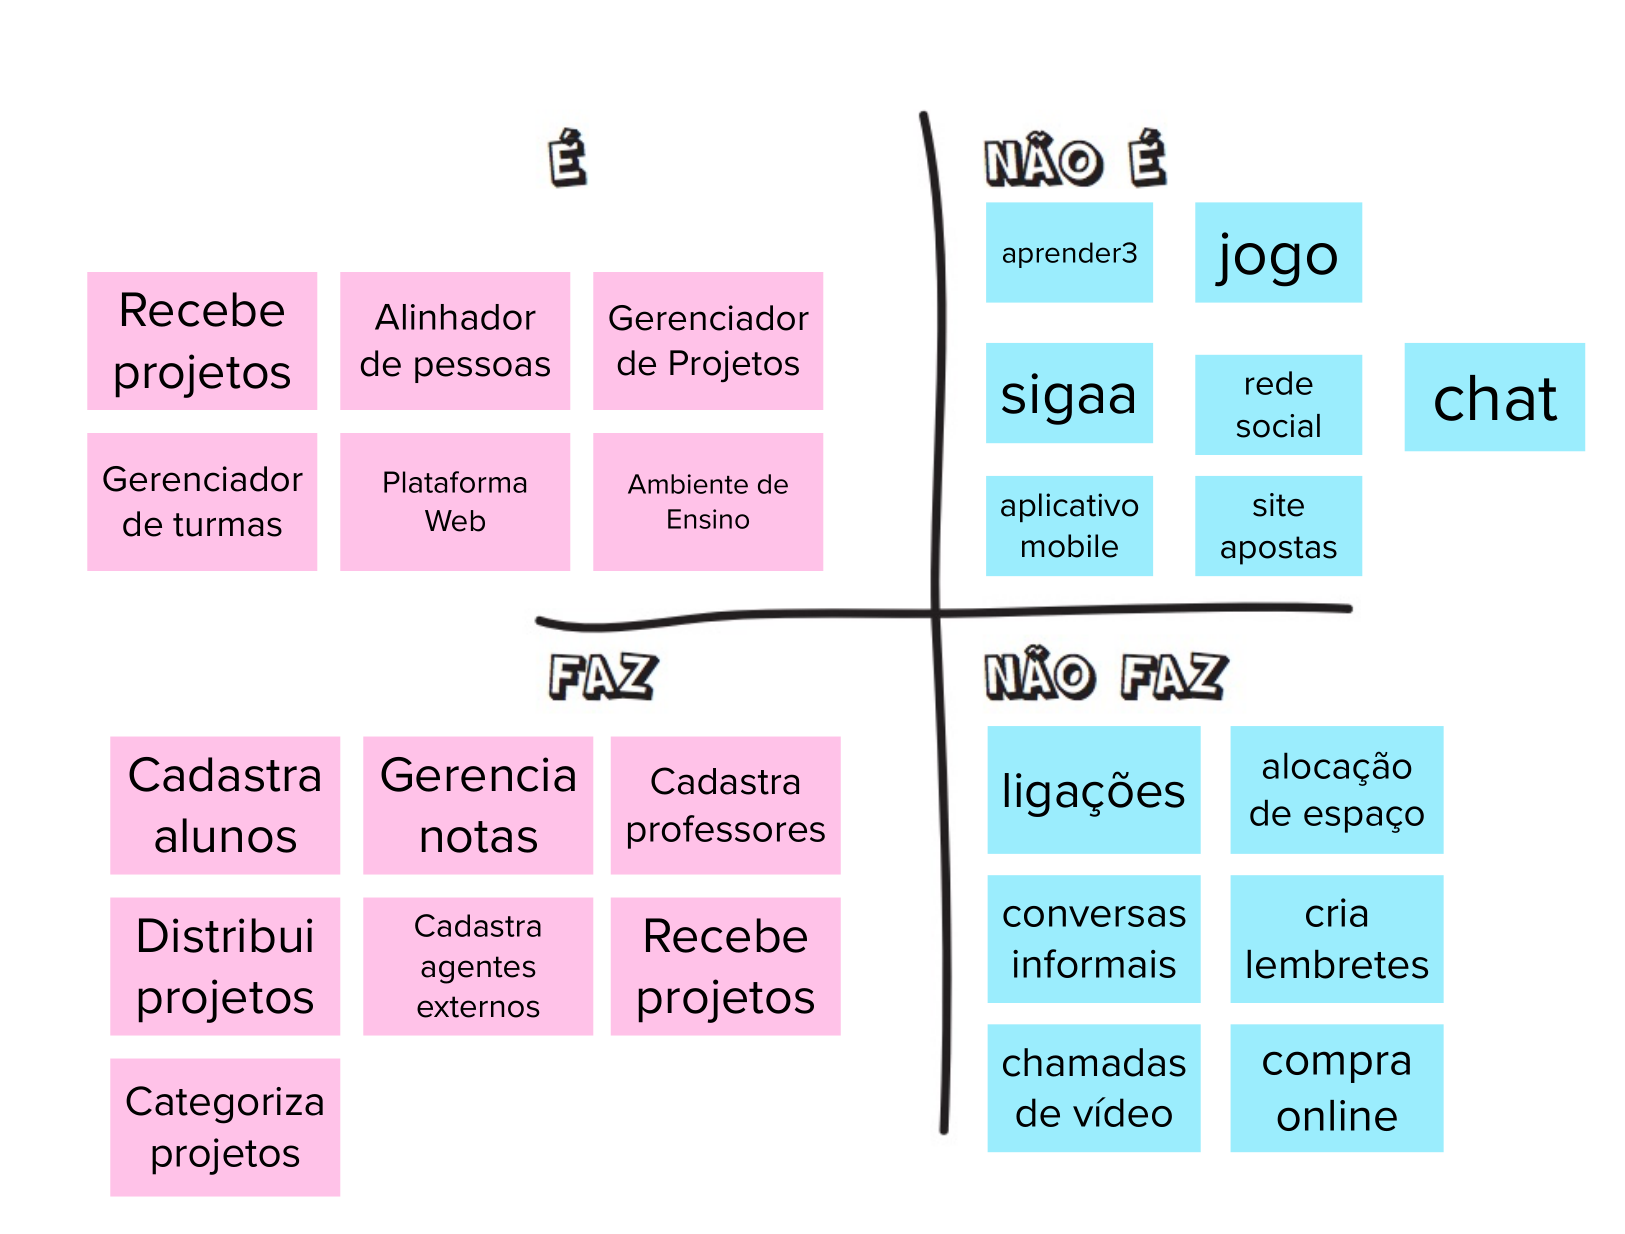 É
Recebe
projetos
Alinhador
de pessoas
Gerenciador
de Projetos
Gerenciador
de turmas
Plataforma
Web
Ambiente de
Ensino
NÃO É
aprender3
jogo
sigaa
rede
social
chat
aplicativo
mobile
site
apostas
FAZ
Cadastra
alunos
Gerencia
notas
Cadastra
professores
Distribui
projetos
Cadastra
agentes
externos
Recebe
projetos
Categoriza
projetos
NÃO FAZ
ligações
alocação
de espaço
conversas
informais
cria
lembretes
chamadas
de vídeo
compra
online